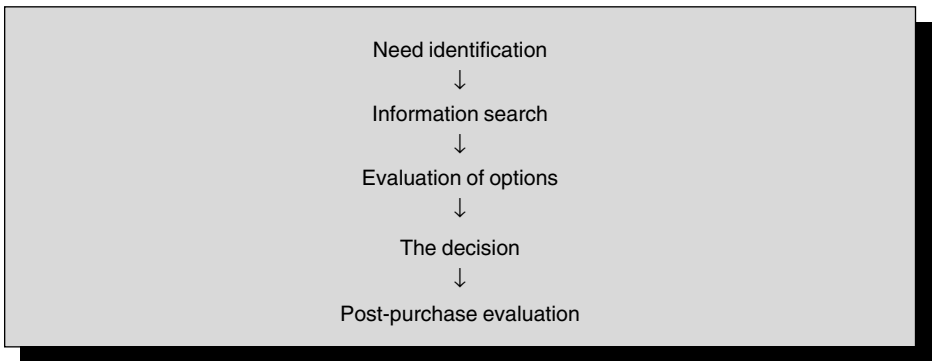 Need identification
↓
Information search
↓
Evaluation of options
↓
The decision
↓
Post-purchase evaluation